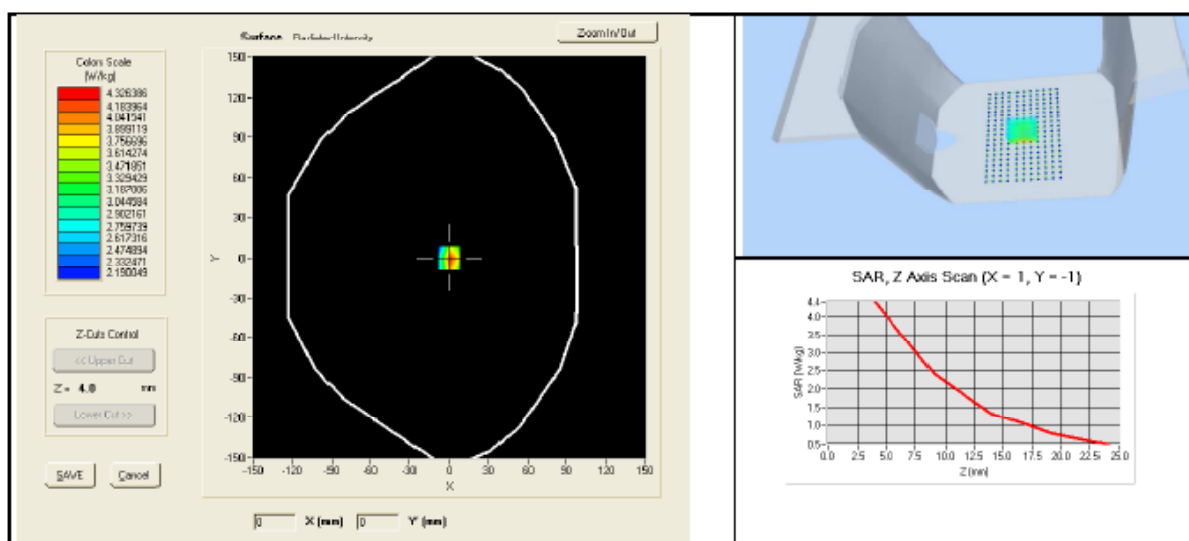 Surface Radiated Intensity
Zoom In/Out
Colors Scale
(W/kg)
4.326386
4.183964
4.041541
3.899119
3.756696
3.614274
3.471851
3.329429
3.187006
3.044584
2.902161
2.759739
2.617316
2.474894
2.332471
2.190049
150
120
90
60
30
0
-30
-60
-90
-120
-150
Y
-150 -120 -90 -60 -30 0 30 60 90 120 150
X
Z-Cuts Control
<< Upper Cut
Z = 4.0 mm
Lower Cut >>
SAVE Cancel
0 X (mm) 0 Y (mm)
SAR, Z Axis Scan (X = 1, Y = -1)
SAR (W/kg)
4.4
4.0
3.5
3.0
2.5
2.0
1.5
1.0
0.5
0.0 2.5 5.0 7.5 10.0 12.5 15.0 17.5 20.0 22.5 25.0
Z (mm)